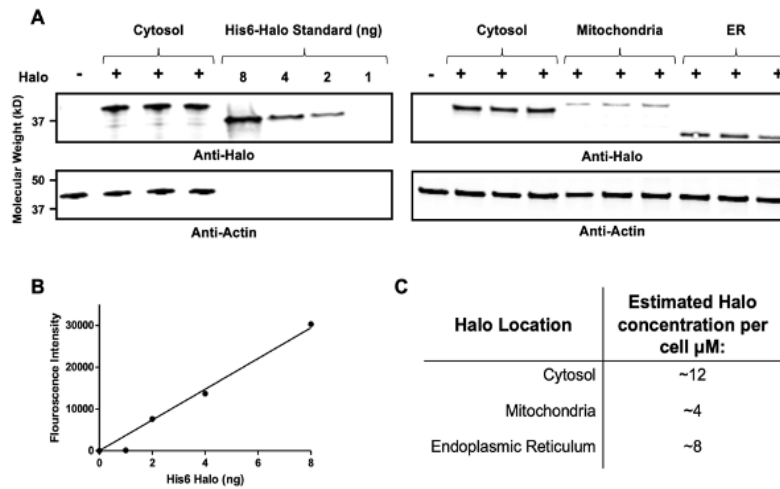 A
Cytosol
His6-Halo Standard (ng)
Cytosol
Mitochondria
ER
Halo - + + + 8 4 2 1
- + + + + + + + + +
Molecular Weight (kD)
37
Anti-Halo
Anti-Halo
50
37
Anti-Actin
Anti-Actin
B
Flouroscence Intensity
30000
20000
10000
0
0 2 4 6 8
His6 Halo (ng)
C
Halo Location
Estimated Halo
concentration per
cell μM:
Cytosol ~12
Mitochondria ~4
Endoplasmic Reticulum ~8